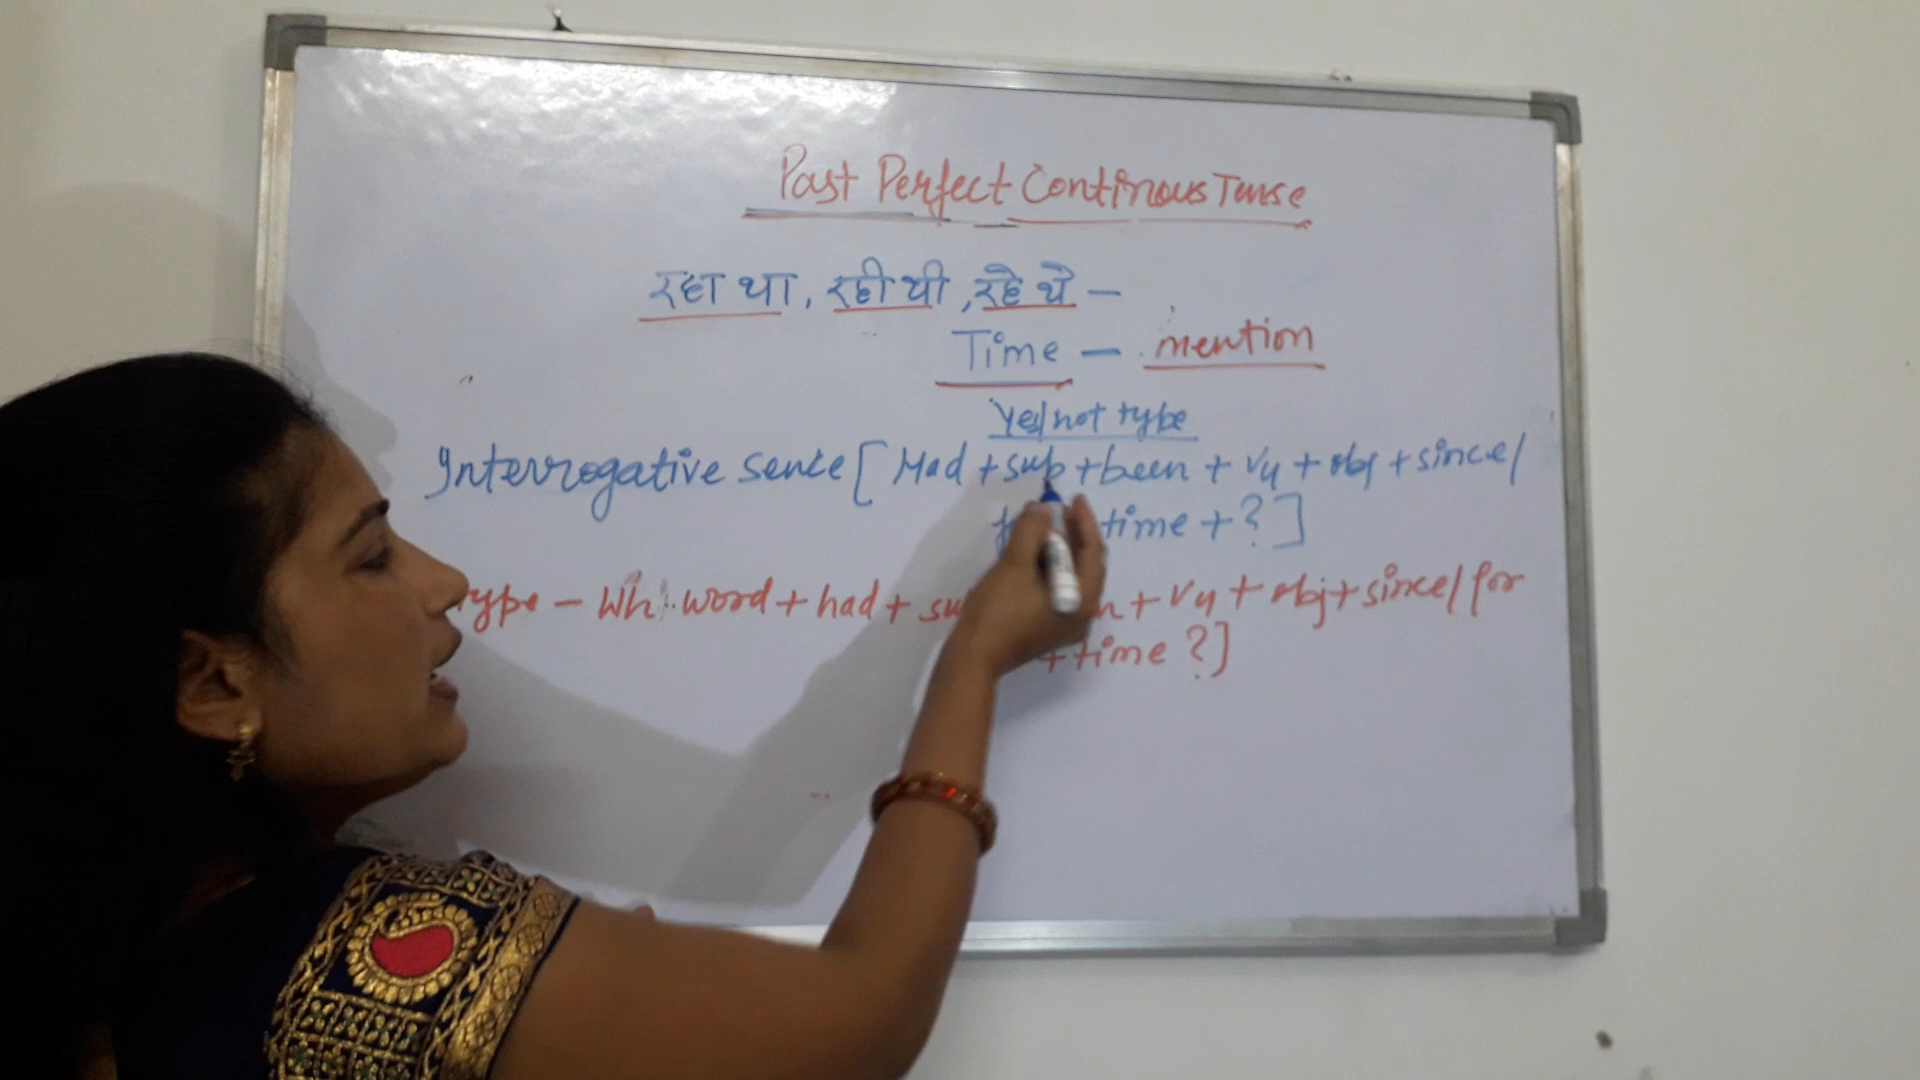 Past Perfect Continous Tense
रहा था, रही थी, रहे थे –
Time – mention
Yes/not type
Interrogative sence [ Had + sub + been + V4 + obj + since/
time + ? ]
type – Wh. word + had + + V4 + obj + since/for
+ time ? ]